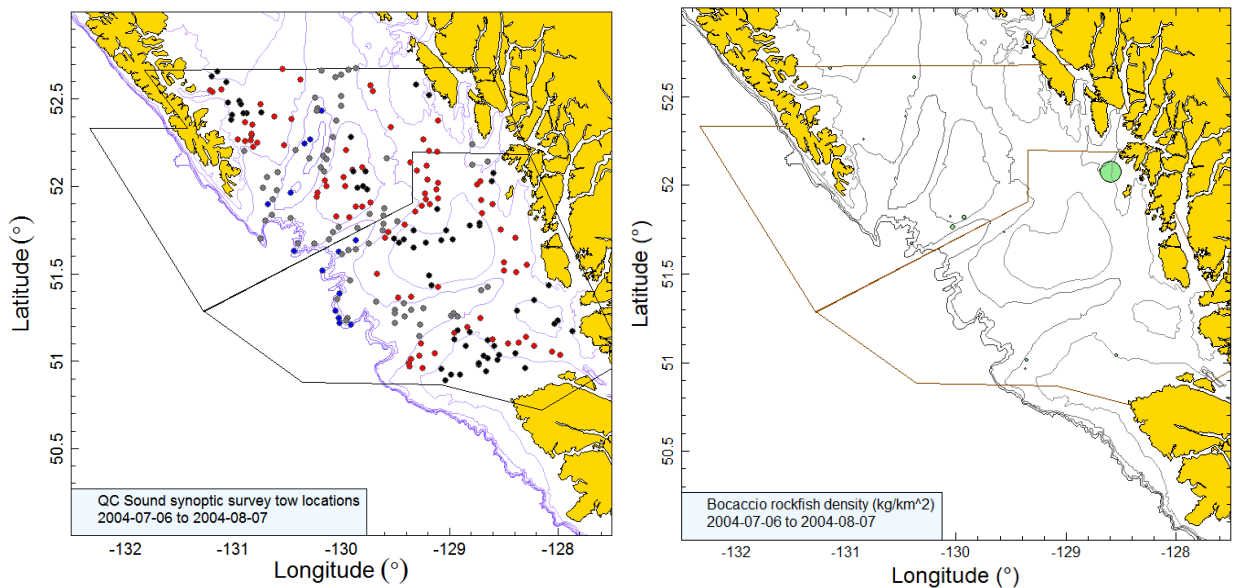 52.5
52
51.5
51
50.5
Latitude (°)
QC Sound synoptic survey tow locations
2004-07-06 to 2004-08-07
-132
-131
-130
-129
-128
Longitude (°)
52.5
52
51.5
51
50.5
Latitude (°)
Bocaccio rockfish density (kg/km^2)
2004-07-06 to 2004-08-07
-132
-131
-130
-129
-128
Longitude (°)